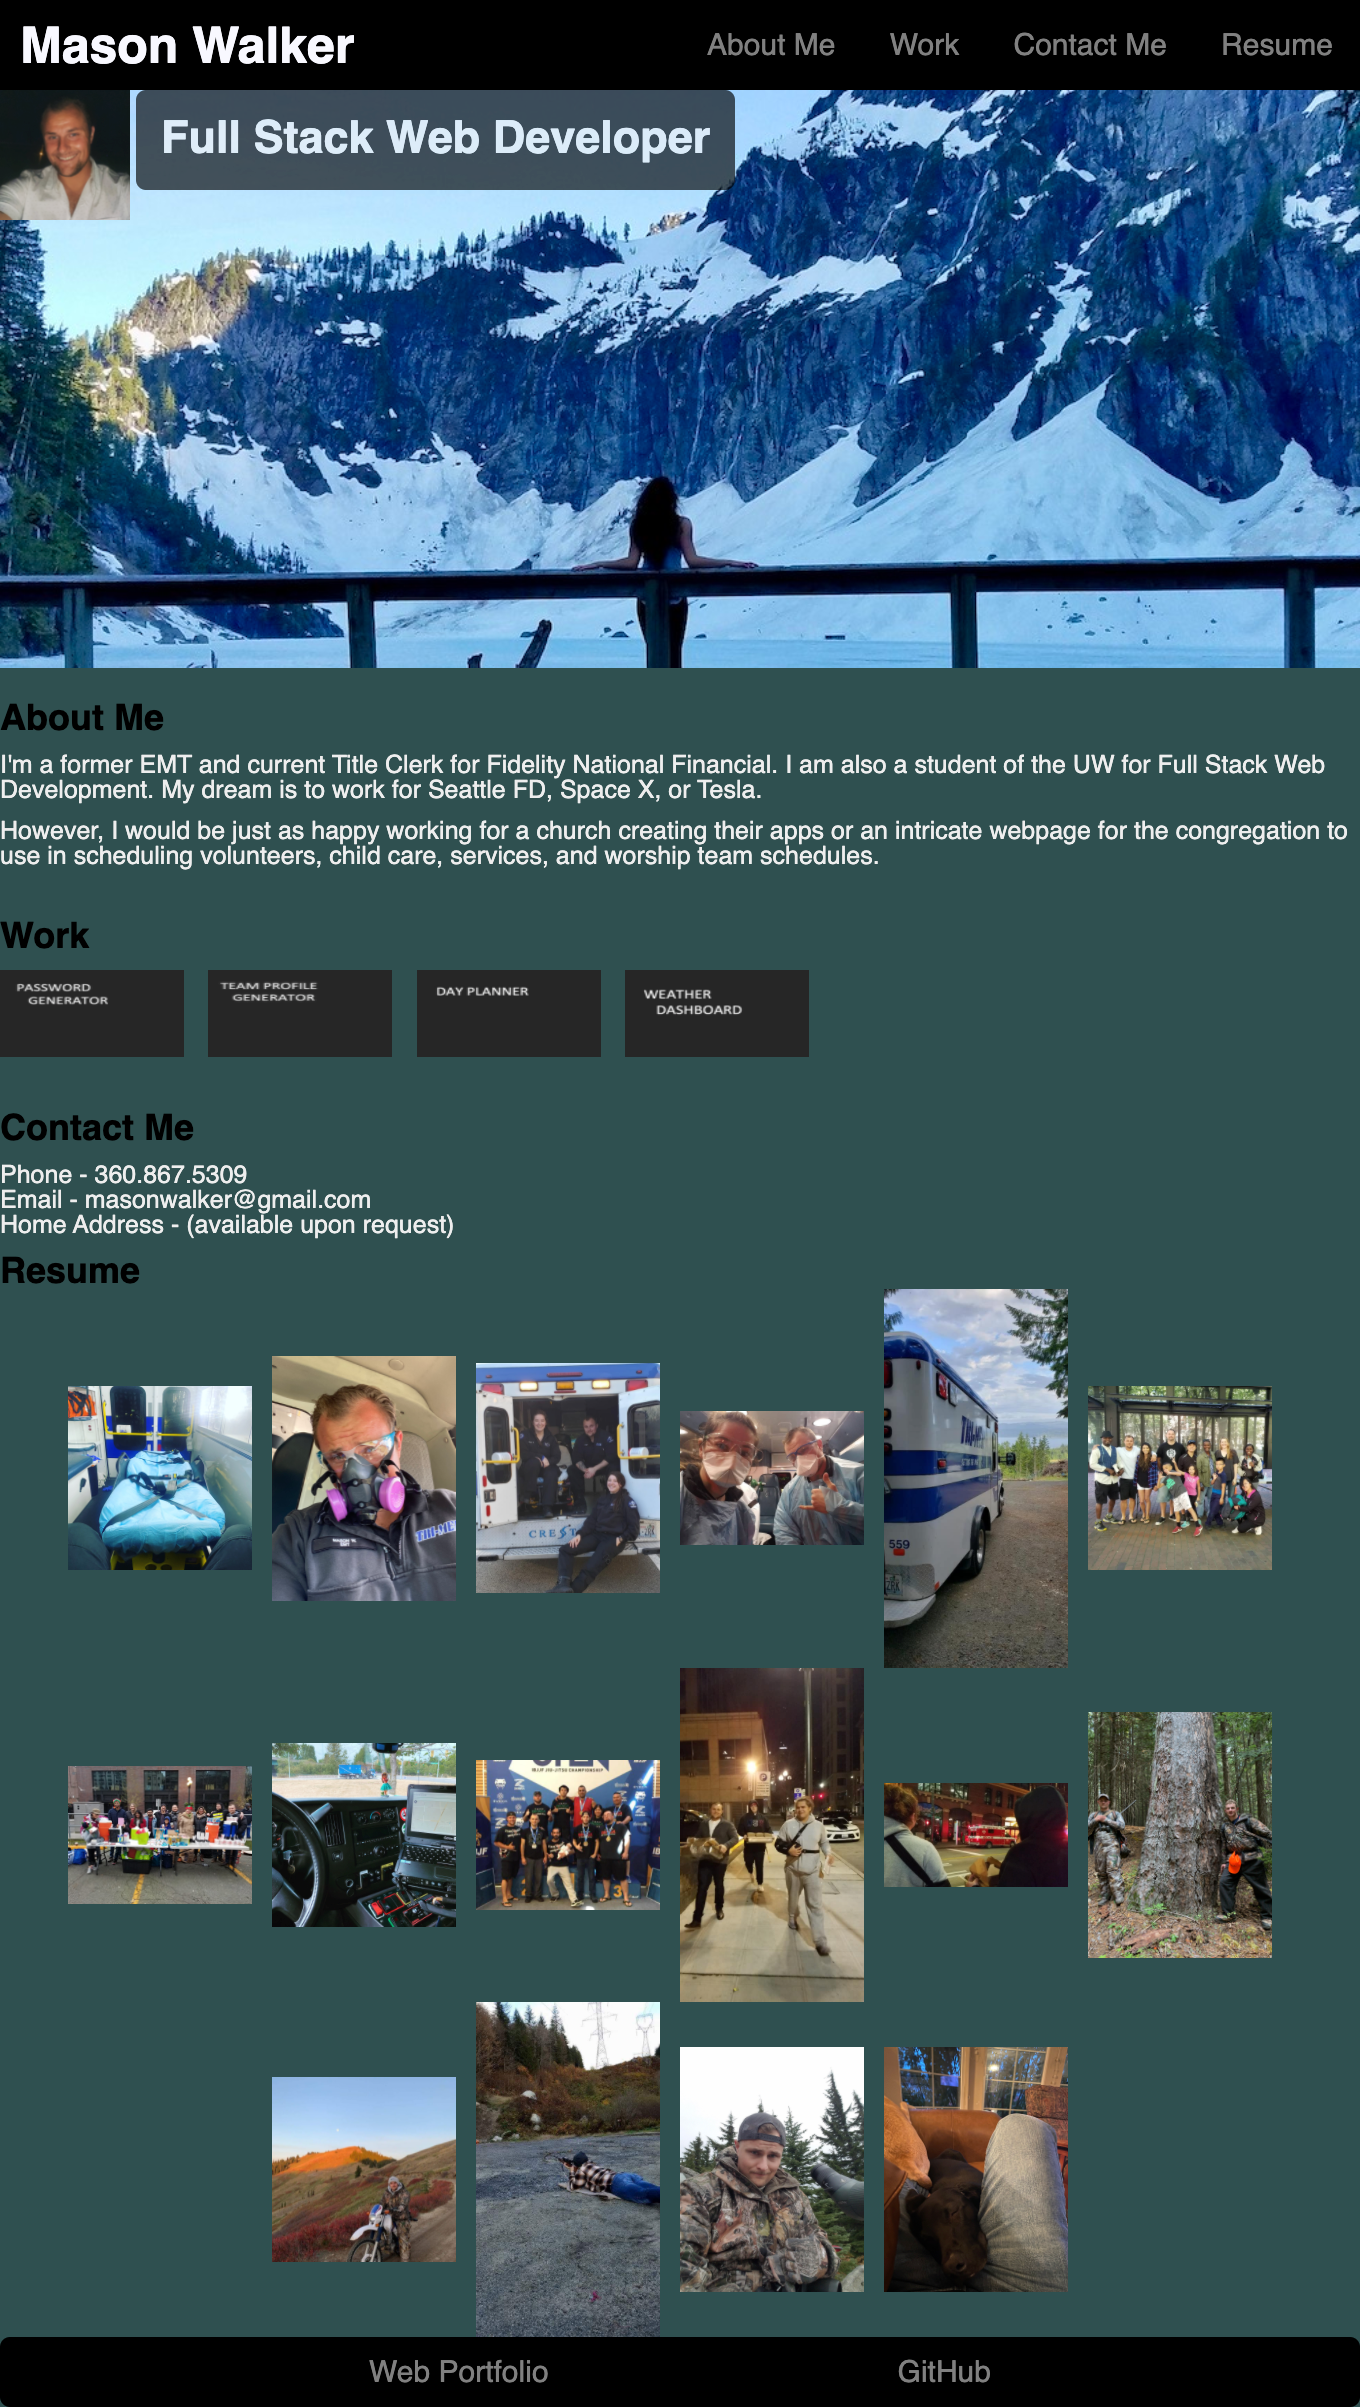 Mason Walker
About Me
Work
Contact Me
Resume
Full Stack Web Developer
About Me
I'm a former EMT and current Title Clerk for Fidelity National Financial. I am also a student of the UW for Full Stack Web
Development. My dream is to work for Seattle FD, Space X, or Tesla.
However, I would be just as happy working for a church creating their apps or an intricate webpage for the congregation to
use in scheduling volunteers, child care, services, and worship team schedules.
Work
PASSWORD
GENERATOR
TEAM PROFILE
GENERATOR
DAY PLANNER
WEATHER
DASHBOARD
Contact Me
Phone - 360.867.5309
Email - masonwalker@gmail.com
Home Address - (available upon request)
Resume
559
Web Portfolio
GitHub